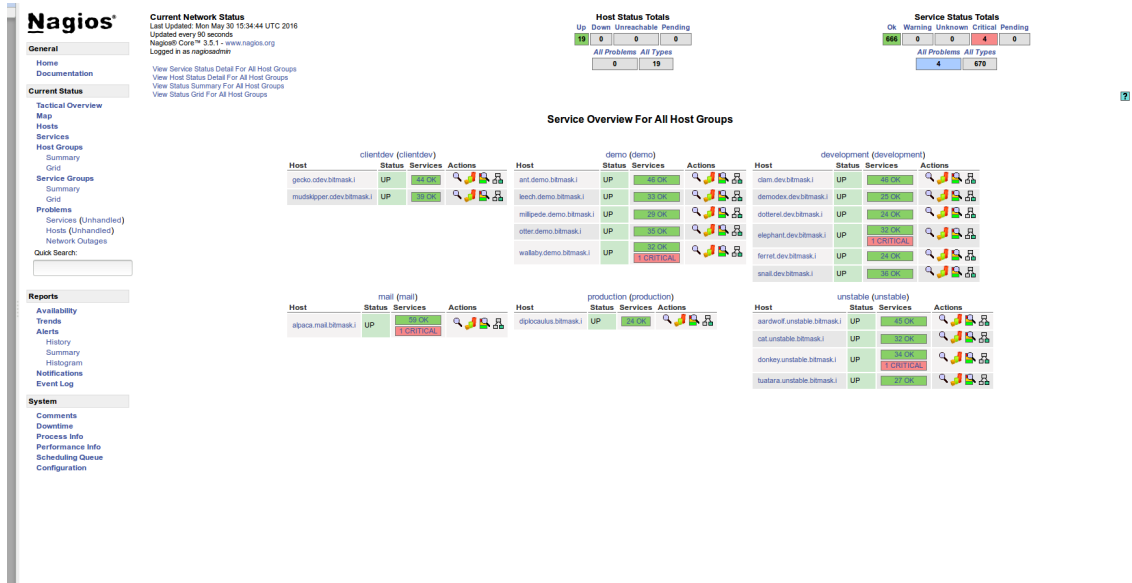 Nagios®
General
Home
Documentation
Current Status
Tactical Overview
Map
Hosts
Services
Host Groups
Summary
Grid
Service Groups
Summary
Grid
Problems
Services (Unhandled)
Hosts (Unhandled)
Network Outages
Quick Search:
Reports
Availability
Trends
Alerts
History
Summary
Histogram
Notifications
Event Log
System
Comments
Downtime
Process Info
Performance Info
Scheduling Queue
Configuration
Current Network Status
Last Updated: Mon May 30 15:34:44 UTC 2016
Updated every 90 seconds
Nagios® Core™ 3.5.1 - www.nagios.org
Logged in as nagiosadmin
View Service Status Detail For All Host Groups
View Host Status Detail For All Host Groups
View Status Summary For All Host Groups
View Status Grid For All Host Groups
Host Status Totals
Up Down Unreachable Pending
19 0 0 0
All Problems All Types
0 19
Service Status Totals
Ok Warning Unknown Critical Pending
666 0 0 4 0
All Problems All Types
4 670
?
Service Overview For All Host Groups
clientdev (clientdev)
Host Status Services Actions
gecko.cdev.bitmask.i UP 44 OK
mudskipper.cdev.bitmask.i UP 39 OK
demo (demo)
Host Status Services Actions
ant.demo.bitmask.i UP 46 OK
leech.demo.bitmask.i UP 33 OK
millipede.demo.bitmask.i UP 29 OK
otter.demo.bitmask.i UP 35 OK
wallaby.demo.bitmask.i UP 32 OK
1 CRITICAL
development (development)
Host Status Services Actions
clam.dev.bitmask.i UP 46 OK
demodex.dev.bitmask.i UP 25 OK
dotterel.dev.bitmask.i UP 24 OK
elephant.dev.bitmask.i UP 32 OK
1 CRITICAL
ferret.dev.bitmask.i UP 24 OK
snail.dev.bitmask.i UP 36 OK
mail (mail)
Host Status Services Actions
alpaca.mail.bitmask.i UP 59 OK
1 CRITICAL
production (production)
Host Status Services Actions
diplocaulus.bitmask.i UP 24 OK
unstable (unstable)
Host Status Services Actions
aardwolf.unstable.bitmask.i UP 45 OK
cat.unstable.bitmask.i UP 32 OK
donkey.unstable.bitmask.i UP 34 OK
1 CRITICAL
tuatara.unstable.bitmask.i UP 27 OK